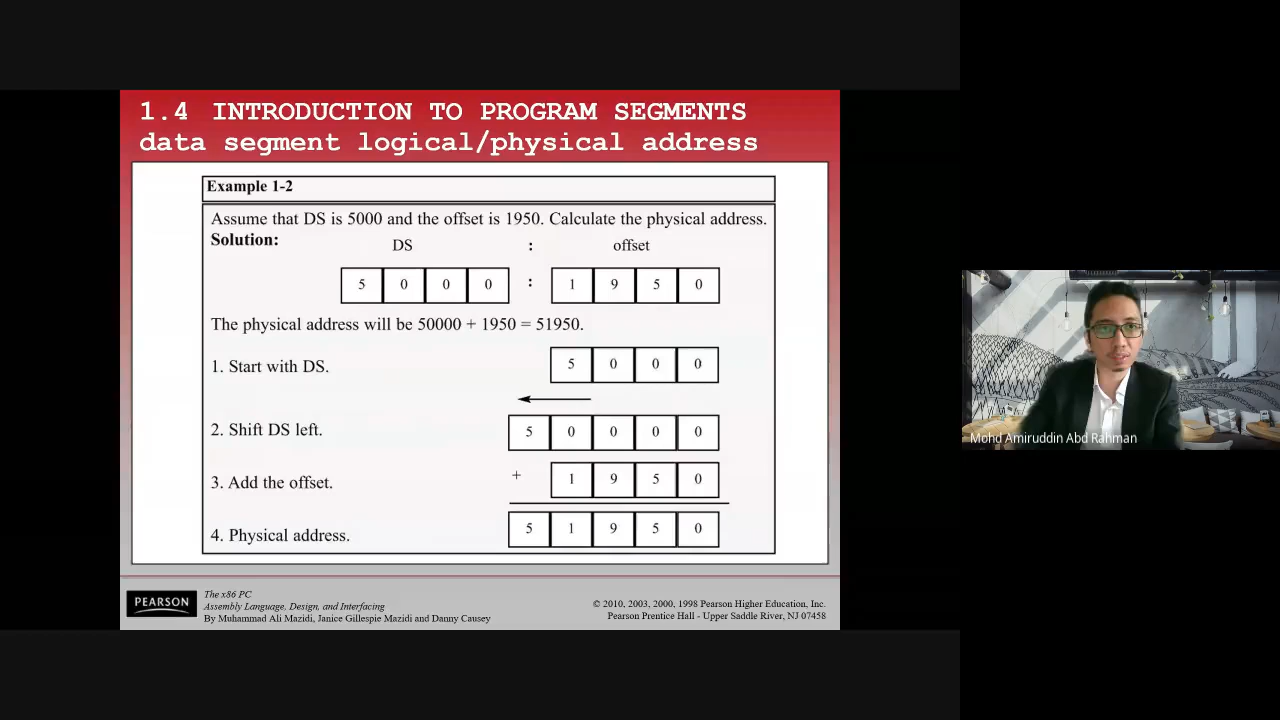 1.4 INTRODUCTION TO PROGRAM SEGMENTS
data segment logical/physical address
Example 1-2
Assume that DS is 5000 and the offset is 1950. Calculate the physical address.
Solution:
DS : offset
5 0 0 0 : 1 9 5 0
The physical address will be 50000 + 1950 = 51950.
1. Start with DS. 5 0 0 0
2. Shift DS left. 5 0 0 0 0
3. Add the offset. + 1 9 5 0
4. Physical address. 5 1 9 5 0
PEARSON
The x86 PC
Assembly Language, Design, and Interfacing
By Muhammad Ali Mazidi, Janice Gillespie Mazidi and Danny Causey
© 2010, 2003, 2000, 1998 Pearson Higher Education, Inc.
Pearson Prentice Hall - Upper Saddle River, NJ 07458
Mohd Amiruddin Abd Rahman